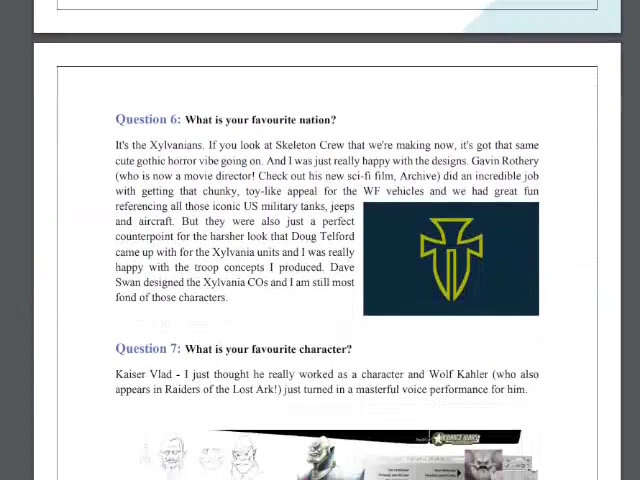 Question 6: What is your favourite nation?
It's the Xylvanians. If you look at Skeleton Crew that we're making now, it's got that same
cute gothic horror vibe going on. And I was just really happy with the designs. Gavin Rothery
(who is now a movie director! Check out his new sci-fi film, Archive) did an incredible job
with getting that chunky, toy-like appeal for the WF vehicles and we had great fun
referencing all those iconic US military tanks, jeeps
and aircraft. But they were also just a perfect
counterpoint for the harsher look that Doug Telford
came up with for the Xylvania units and I was really
happy with the troop concepts I produced. Dave
Swan designed the Xylvania COs and I am still most
fond of those characters.
Question 7: What is your favourite character?
Kaiser Vlad - I just thought he really worked as a character and Wolf Kahler (who also
appears in Raiders of the Lost Ark!) just turned in a masterful voice performance for him.